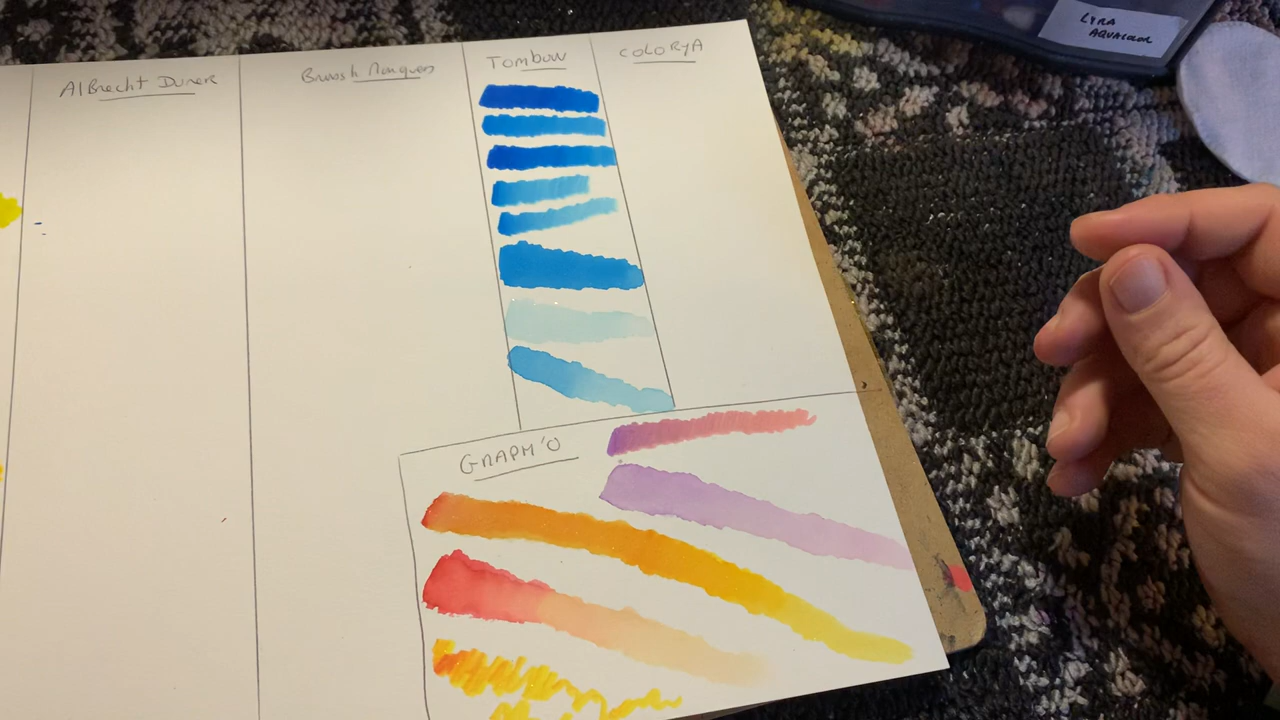 Albrecht Durer
Brush Marquers
Tombow
COLORYA
GRAPH'O
LYRA
AQUACOLOR